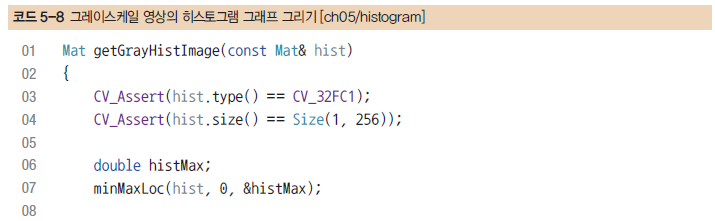 코드 5-8 그레이스케일 영상의 히스토그램 그래프 그리기 [ch05/histogram]
01 Mat getGrayHistImage(const Mat& hist)
02 {
03 CV_Assert(hist.type() == CV_32FC1);
04 CV_Assert(hist.size() == Size(1, 256));
05
06 double histMax;
07 minMaxLoc(hist, 0, &histMax);
08